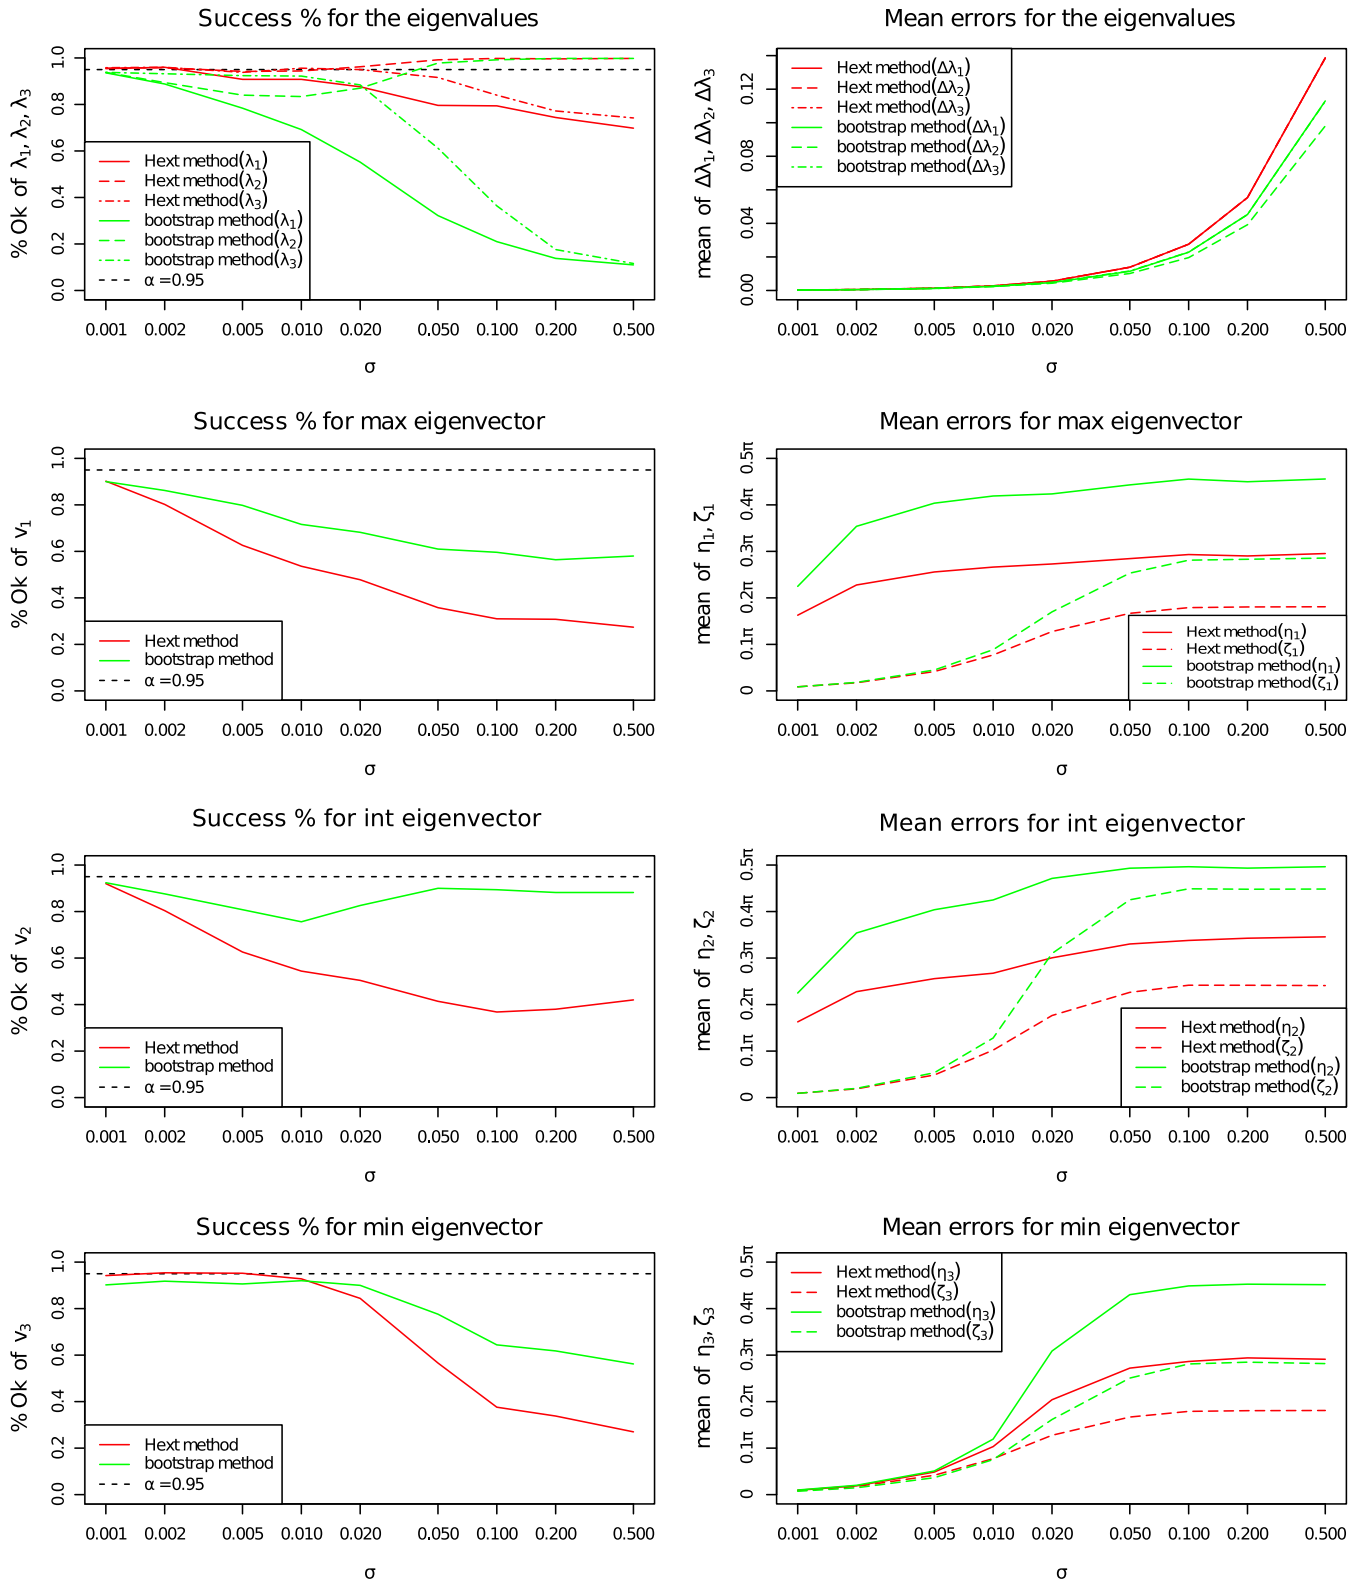 Success % for the eigenvalues
% Ok of λ1, λ2, λ3
1.0
0.8
0.6
0.4
0.2
0.0
Hext method(λ1)
Hext method(λ2)
Hext method(λ3)
bootstrap method(λ1)
bootstrap method(λ2)
bootstrap method(λ3)
α=0.95
0.001 0.002 0.005 0.010 0.020 0.050 0.100 0.200 0.500
σ
Mean errors for the eigenvalues
mean of Δλ1, Δλ2, Δλ3
0.12
0.08
0.04
0.00
Hext method(Δλ1)
Hext method(Δλ2)
Hext method(Δλ3)
bootstrap method(Δλ1)
bootstrap method(Δλ2)
bootstrap method(Δλ3)
0.001 0.002 0.005 0.010 0.020 0.050 0.100 0.200 0.500
σ
Success % for max eigenvector
% Ok of v1
1.0
0.8
0.6
0.4
0.2
0.0
Hext method
bootstrap method
α=0.95
0.001 0.002 0.005 0.010 0.020 0.050 0.100 0.200 0.500
σ
Mean errors for max eigenvector
mean of η1, ζ1
0.5π
0.4π
0.3π
0.2π
0.1π
0
Hext method(η1)
Hext method(ζ1)
bootstrap method(η1)
bootstrap method(ζ1)
0.001 0.002 0.005 0.010 0.020 0.050 0.100 0.200 0.500
σ
Success % for int eigenvector
% Ok of v2
1.0
0.8
0.6
0.4
0.2
0.0
Hext method
bootstrap method
α=0.95
0.001 0.002 0.005 0.010 0.020 0.050 0.100 0.200 0.500
σ
Mean errors for int eigenvector
mean of η2, ζ2
0.5π
0.4π
0.3π
0.2π
0.1π
0
Hext method(η2)
Hext method(ζ2)
bootstrap method(η2)
bootstrap method(ζ2)
0.001 0.002 0.005 0.010 0.020 0.050 0.100 0.200 0.500
σ
Success % for min eigenvector
% Ok of v3
1.0
0.8
0.6
0.4
0.2
0.0
Hext method
bootstrap method
α=0.95
0.001 0.002 0.005 0.010 0.020 0.050 0.100 0.200 0.500
σ
Mean errors for min eigenvector
mean of η3, ζ3
0.5π
0.4π
0.3π
0.2π
0.1π
0
Hext method(η3)
Hext method(ζ3)
bootstrap method(η3)
bootstrap method(ζ3)
0.001 0.002 0.005 0.010 0.020 0.050 0.100 0.200 0.500
σ